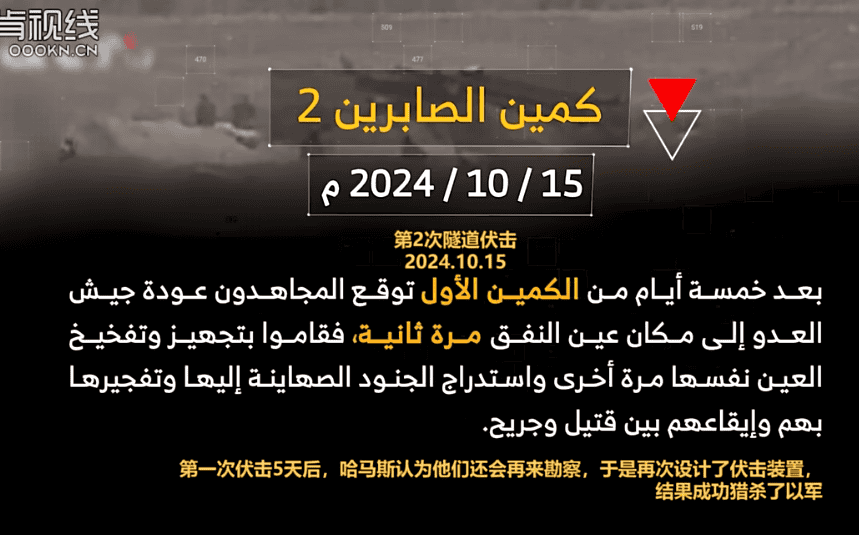 肯视线
OOOKN.CN
كمين الصابرين 2
15 / 10 / 2024 م
第2次隧道伏击
2024.10.15
بعد خمسة أيام من الكمين الأول توقع المجاهدون عودة جيش
العدو إلى مكان عين النفق مرة ثانية، فقاموا بتجهيز وتفخيخ
العين نفسها مرة أخرى واستدراج الجنود الصهاينة إليها وتفجيرها
بهم وإيقاعهم بين قتيل وجريح.
第一次伏击5天后，哈马斯认为他们还会再来勘察，于是再次设计了伏击装置，
结果成功猎杀了以军